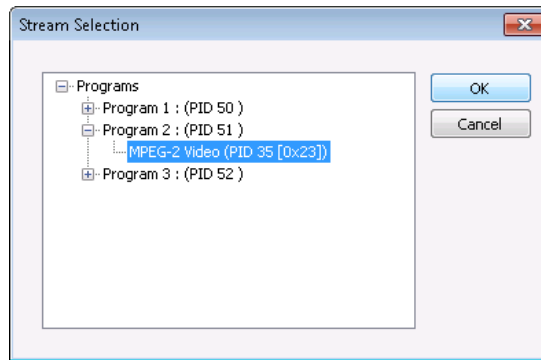 Stream Selection
Programs
Program 1 : (PID 50 )
Program 2 : (PID 51 )
MPEG-2 Video (PID 35 [0x23])
Program 3 : (PID 52 )
OK
Cancel